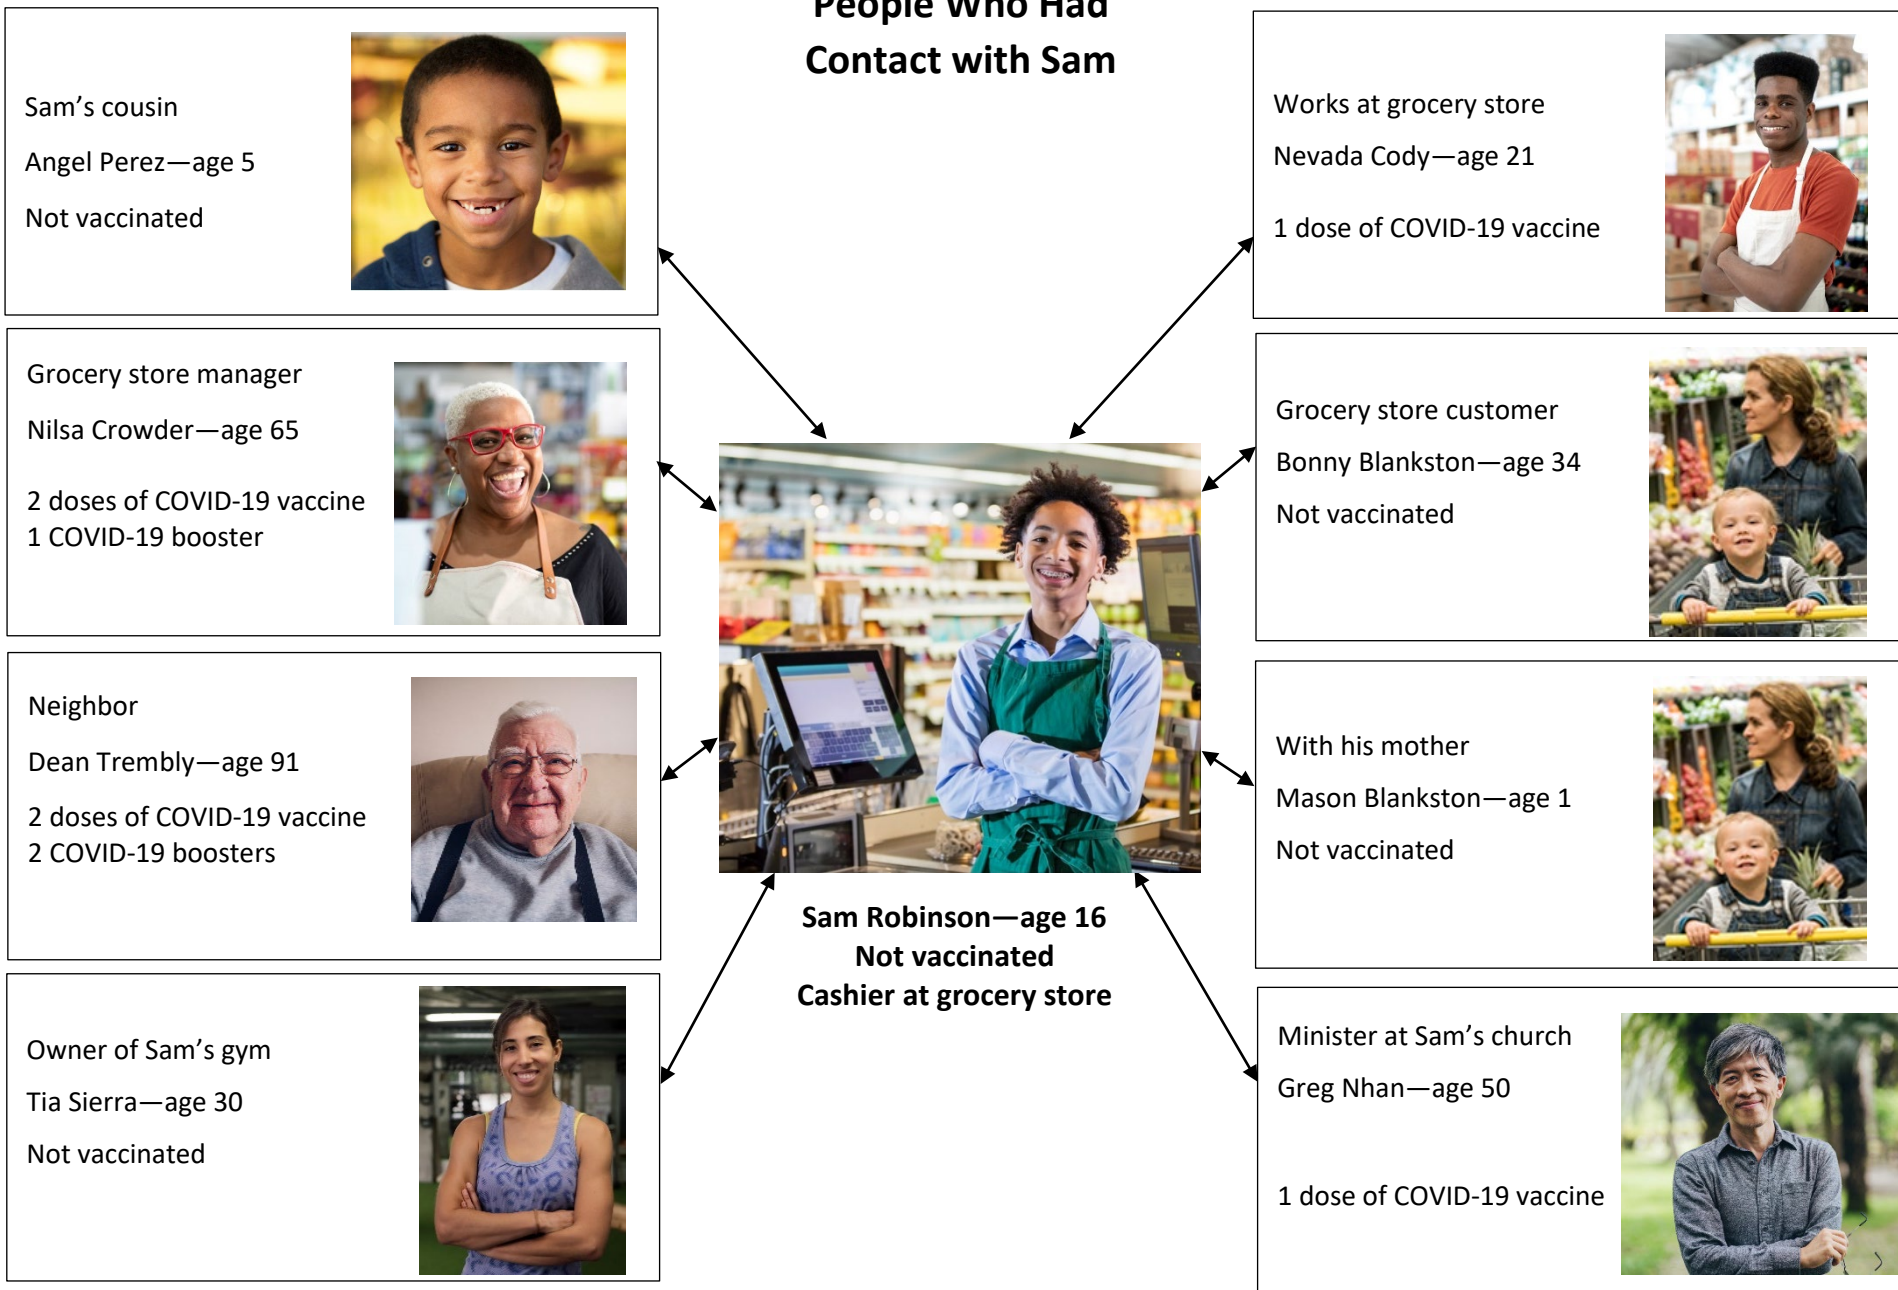 People Who Had
Contact with Sam
Sam’s cousin
Angel Perez—age 5
Not vaccinated
Grocery store manager
Nilsa Crowder—age 65
2 doses of COVID-19 vaccine
1 COVID-19 booster
Neighbor
Dean Trembly—age 91
2 doses of COVID-19 vaccine
2 COVID-19 boosters
Owner of Sam’s gym
Tia Sierra—age 30
Not vaccinated
Sam Robinson—age 16
Not vaccinated
Cashier at grocery store
Works at grocery store
Nevada Cody—age 21
1 dose of COVID-19 vaccine
Grocery store customer
Bonny Blankston—age 34
Not vaccinated
With his mother
Mason Blankston—age 1
Not vaccinated
Minister at Sam’s church
Greg Nhan—age 50
1 dose of COVID-19 vaccine